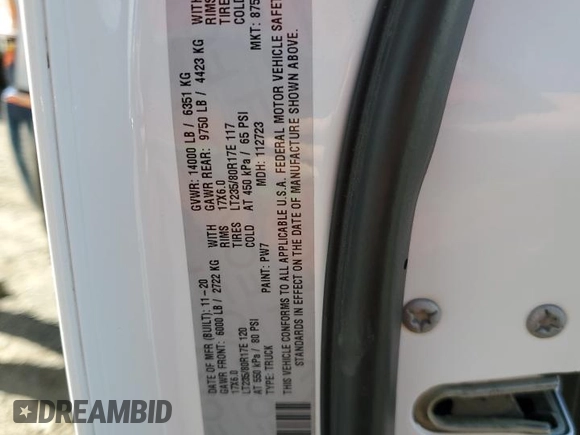 DATE OF MFR (BUILT): 11-20 GVWR: 14000 LB / 6351 KG
GAWR FRONT: 6000 LB / 2722 KG WITH GAWR REAR: 9750 LB / 4423 KG WITH
17X6.0 RIMS 17X6.0 RIMS
LT235/80R17E 120 TIRES LT235/80R17E 117 TIRES
AT 550 kPa / 80 PSI COLD AT 450 kPa / 65 PSI COLD
TYPE: TRUCK PAINT: PW7 MDH: 112723 MKT: 875
THIS VEHICLE CONFORMS TO ALL APPLICABLE U.S.A. FEDERAL MOTOR VEHICLE SAFETY
STANDARDS IN EFFECT ON THE DATE OF MANUFACTURE SHOWN ABOVE.
DREAMBID